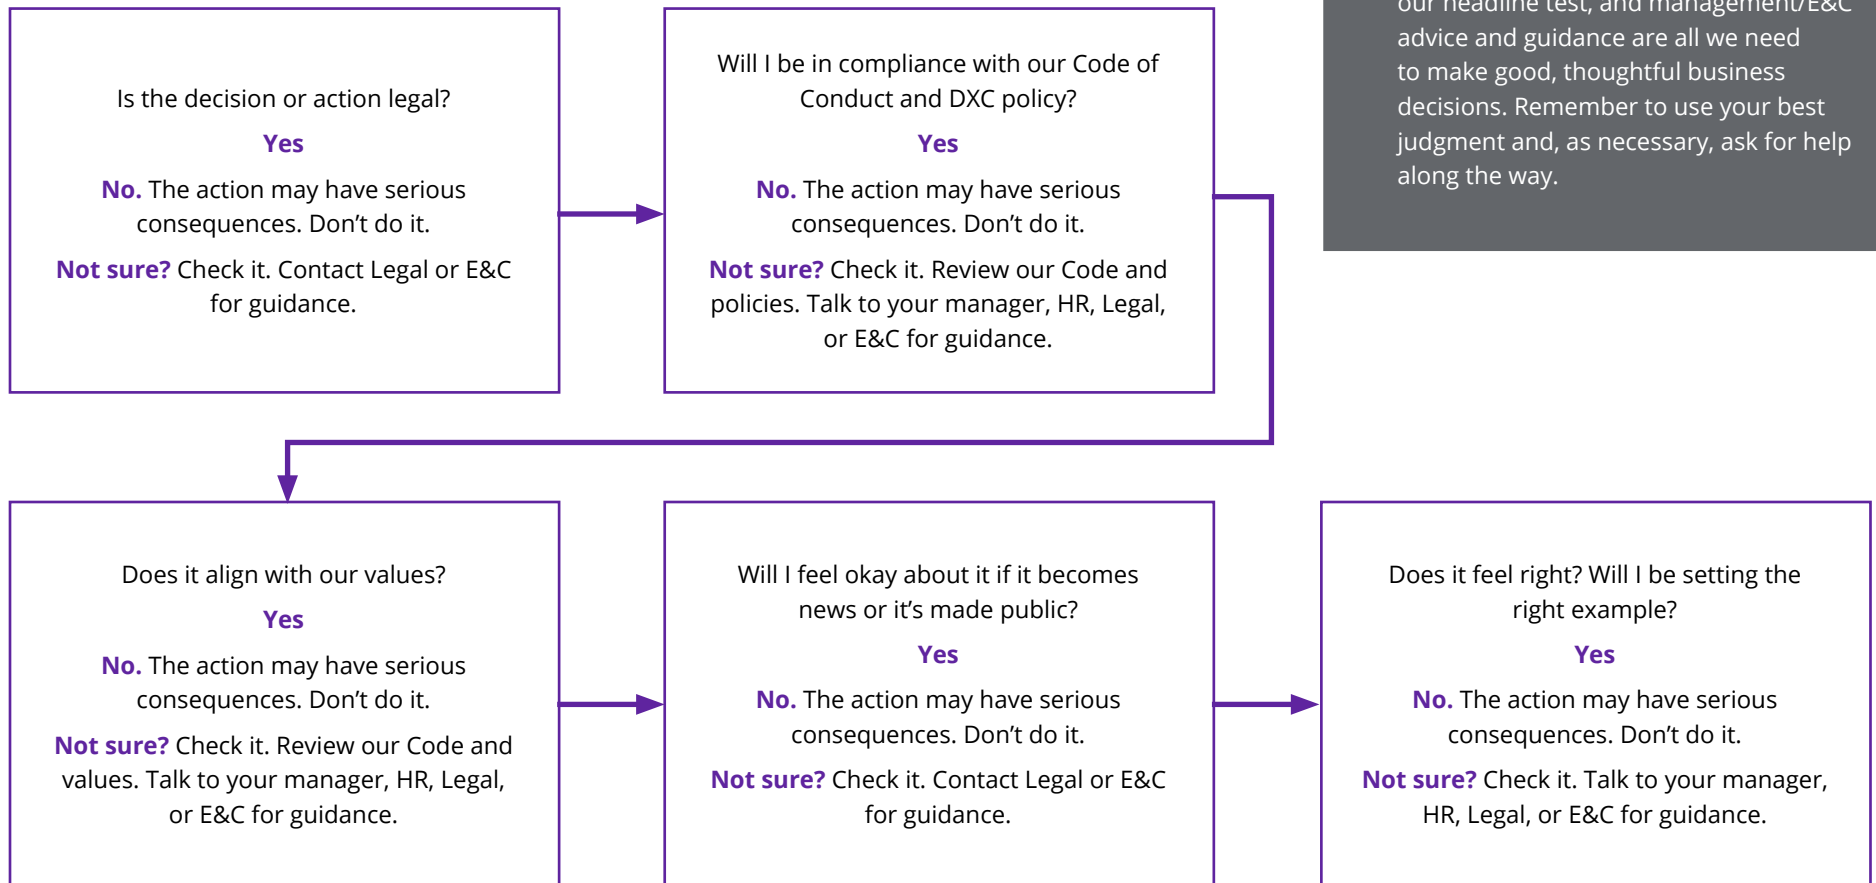 Is the decision or action legal?
Yes
No. The action may have serious
consequences. Don’t do it.
Not sure? Check it. Contact Legal or E&C
for guidance.
Will I be in compliance with our Code of
Conduct and DXC policy?
Yes
No. The action may have serious
consequences. Don’t do it.
Not sure? Check it. Review our Code and
policies. Talk to your manager, HR, Legal,
or E&C for guidance.
our headline test, and management/E&C
advice and guidance are all we need
to make good, thoughtful business
decisions. Remember to use your best
judgment and, as necessary, ask for help
along the way.
Does it align with our values?
Yes
No. The action may have serious
consequences. Don’t do it.
Not sure? Check it. Review our Code and
values. Talk to your manager, HR, Legal,
or E&C for guidance.
Will I feel okay about it if it becomes
news or it’s made public?
Yes
No. The action may have serious
consequences. Don’t do it.
Not sure? Check it. Contact Legal or E&C
for guidance.
Does it feel right? Will I be setting the
right example?
Yes
No. The action may have serious
consequences. Don’t do it.
Not sure? Check it. Talk to your manager,
HR, Legal, or E&C for guidance.